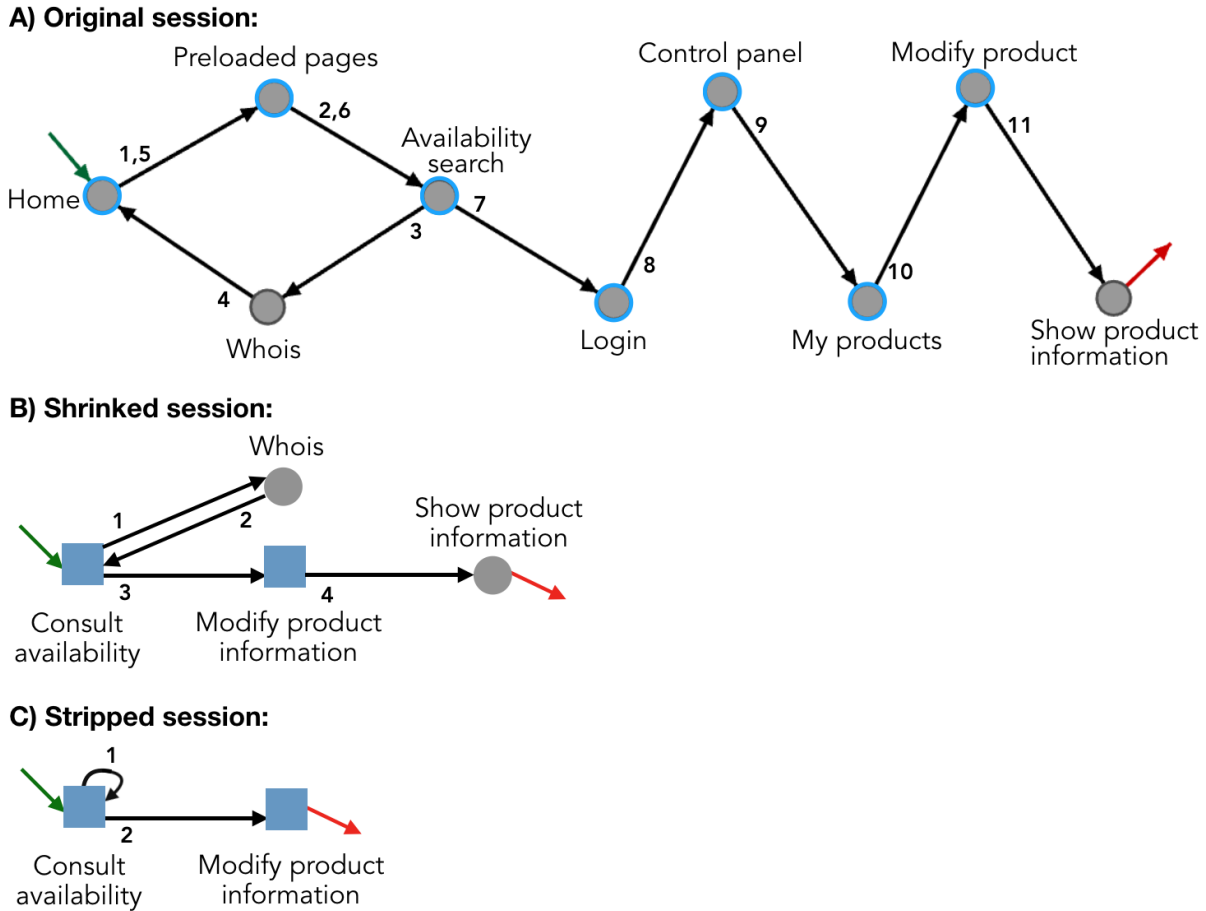 A) Original session:
Preloaded pages
Control panel
Modify product
2,6
9
11
Availability
search
1,5
Home
7
3
8
10
4
Whois
Login
My products
Show product
information
B) Shrinked session:
Whois
1
2
Show product
information
3
4
Consult
availability
Modify product
information
C) Stripped session:
1
2
Consult
availability
Modify product
information